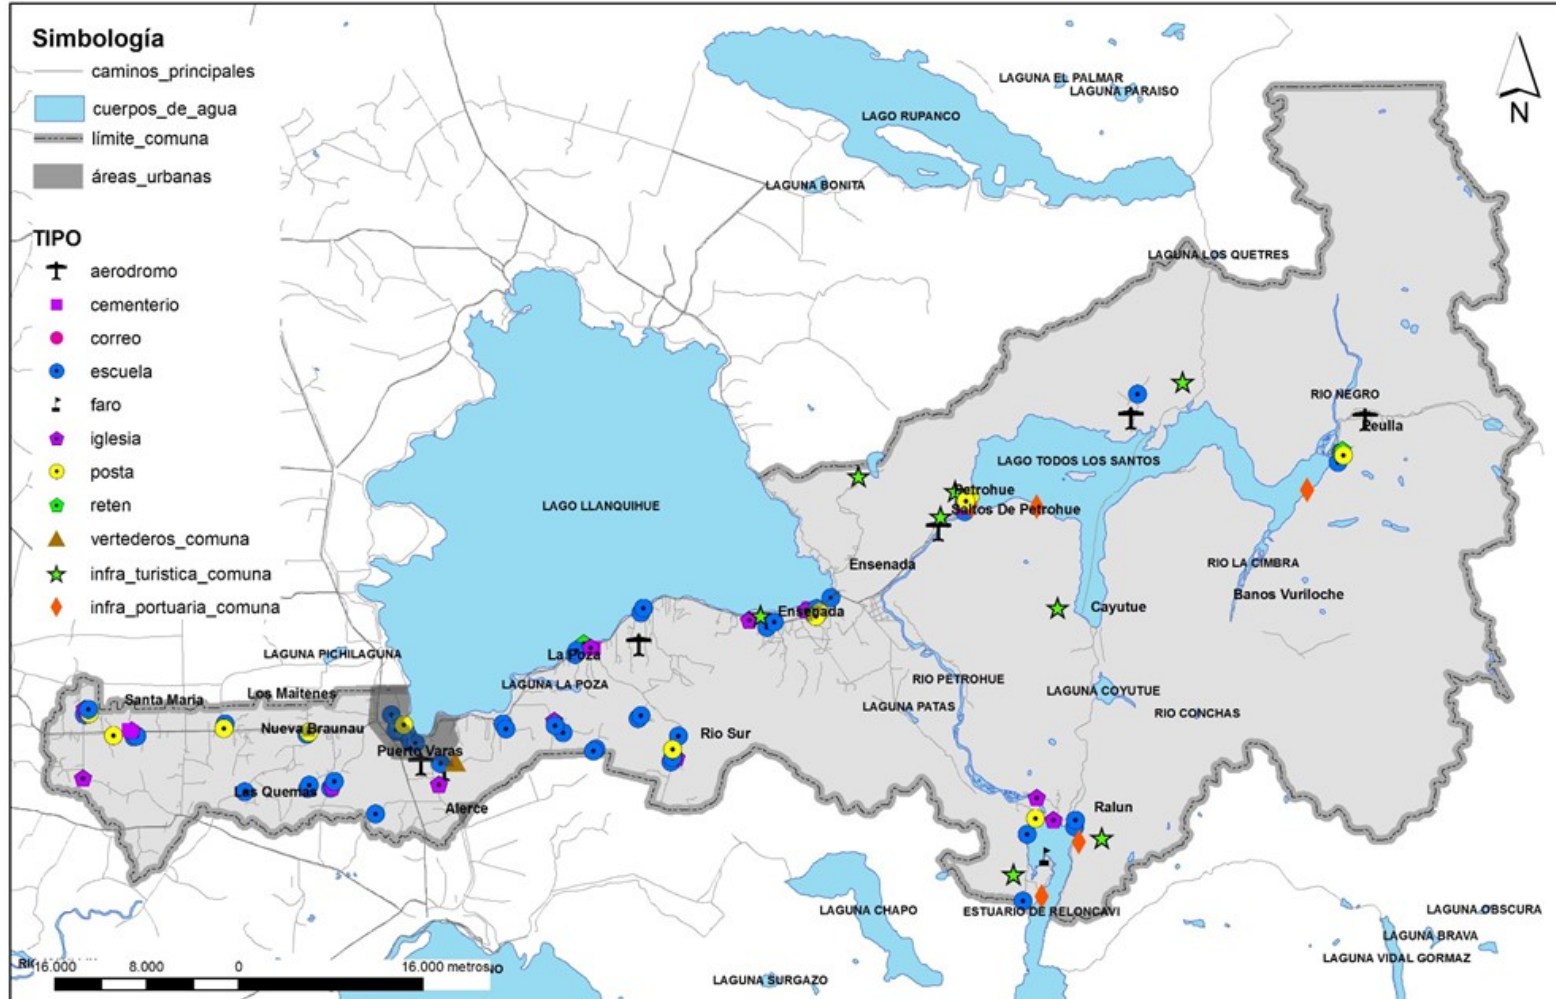 Simbología
caminos_principales
cuerpos_de_agua
límite_comuna
áreas_urbanas
TIPO
aerodromo
cementerio
correo
escuela
faro
iglesia
posta
reten
vertederos_comuna
infra_turistica_comuna
infra_portuaria_comuna
N
LAGUNA EL PALMAR
LAGUNA PARAISO
LAGO RUPANCO
LAGUNA BONITA
LAGUNA LOS QUETRES
RIO NEGRO
Peulla
LAGO TODOS LOS SANTOS
Petrohue
Saltos De Petrohue
LAGO LLANQUIHUE
Ensenada
RIO LA CIMBRA
Banos Vuriloche
Cayutue
Ensenada
LAGUNA PICHILAGUNA
La Poza
LAGUNA LA POZA
RIO PETROHUE
LAGUNA COYUTUE
LAGUNA PATAS
RIO CONCHAS
Santa Maria
Los Maitenes
Nueva Braunau
Puerto Varas
Rio Sur
Los Quemas
Alerce
Ralun
LAGUNA CHAPO
ESTUARIO DE RELONCAVI
LAGUNA OBSCURA
LAGUNA BRAVA
LAGUNA VIDAL GORMAZ
LAGUNA SURGAZO
16.000 8.000 0 16.000 metros